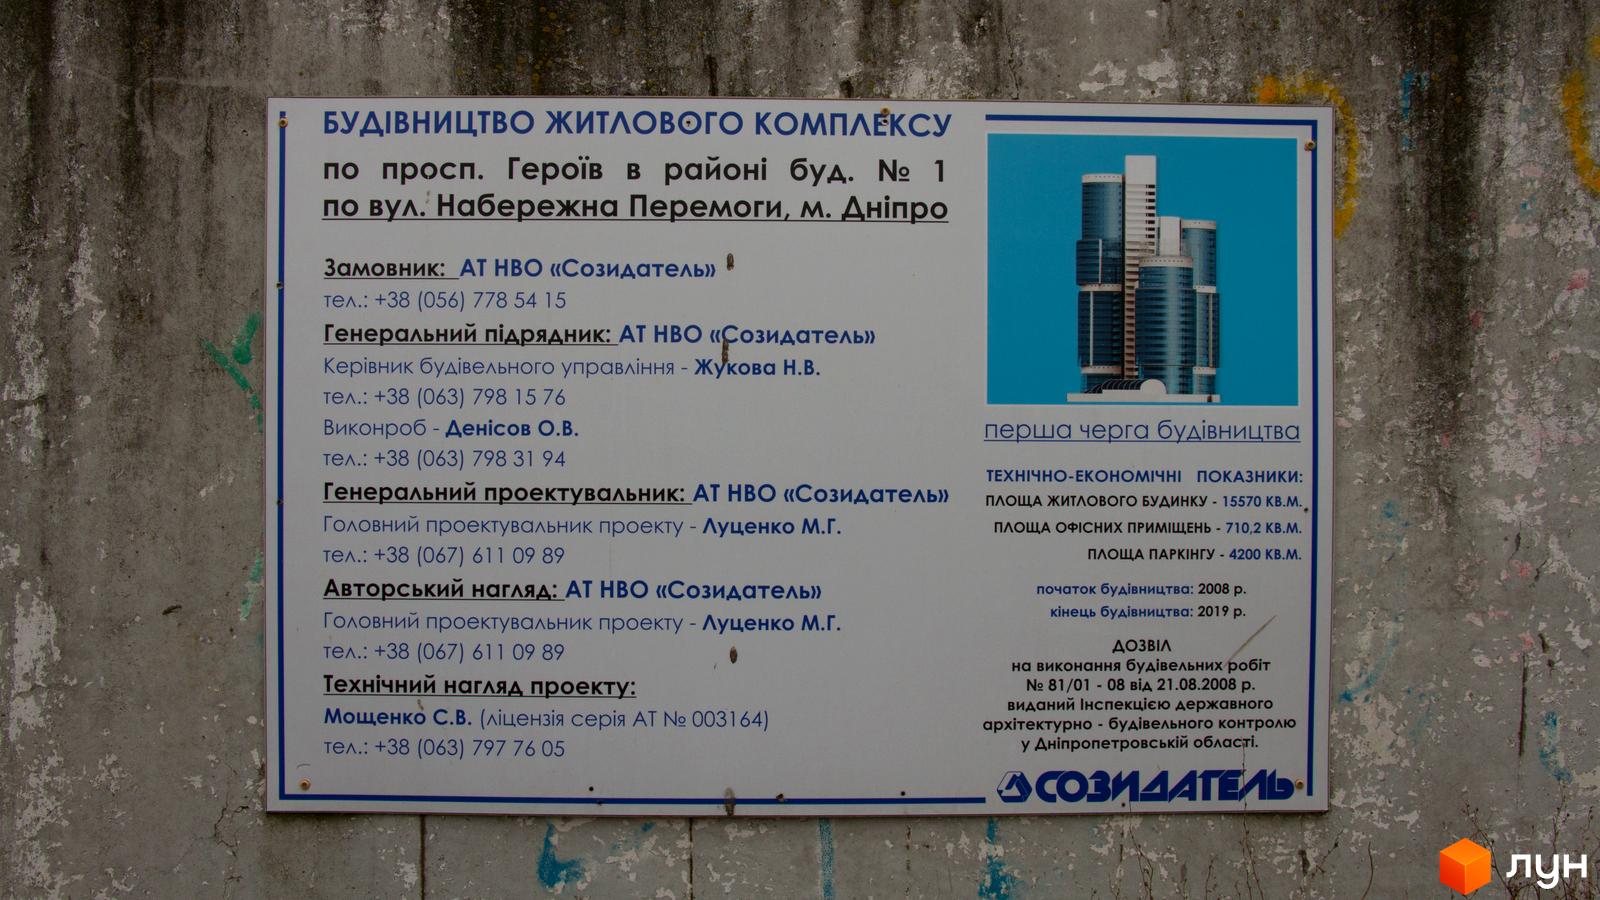 БУДІВНИЦТВО ЖИТЛОВОГО КОМПЛЕКСУ
по просп. Героїв в районі буд. № 1
по вул. Набережна Перемоги, м. Дніпро
Замовник: АТ НВО «Созидатель»
тел.: +38 (056) 778 54 15
Генеральний підрядник: АТ НВО «Созидатель»
Керівник будівельного управління - Жукова Н.В.
тел.: +38 (063) 798 15 76
Виконроб - Денісов О.В.
тел.: +38 (063) 798 31 94
Генеральний проектувальник: АТ НВО «Созидатель»
Головний проектувальник проекту - Луценко М.Г.
тел.: +38 (067) 611 09 89
Авторський нагляд: АТ НВО «Созидатель»
Головний проектувальник проекту - Луценко М.Г.
тел.: +38 (067) 611 09 89
Технічний нагляд проекту:
Мощенко С.В. (ліцензія серія АТ № 003164)
тел.: +38 (063) 797 76 05
перша черга будівництва
ТЕХНІЧНО-ЕКОНОМІЧНІ ПОКАЗНИКИ:
ПЛОЩА ЖИТЛОВОГО БУДИНКУ - 15570 КВ.М.
ПЛОЩА ОФІСНИХ ПРИМІЩЕНЬ - 710,2 КВ.М.
ПЛОЩА ПАРКІНГУ - 4200 КВ.М.
початок будівництва: 2008 р.
кінець будівництва: 2019 р.
ДОЗВІЛ
на виконання будівельних робіт
№ 81/01 - 08 від 21.08.2008 р.
виданий Інспекцією державного
архітектурно - будівельного контролю
у Дніпропетровській області.
СОЗИДАТЕЛЬ
лун